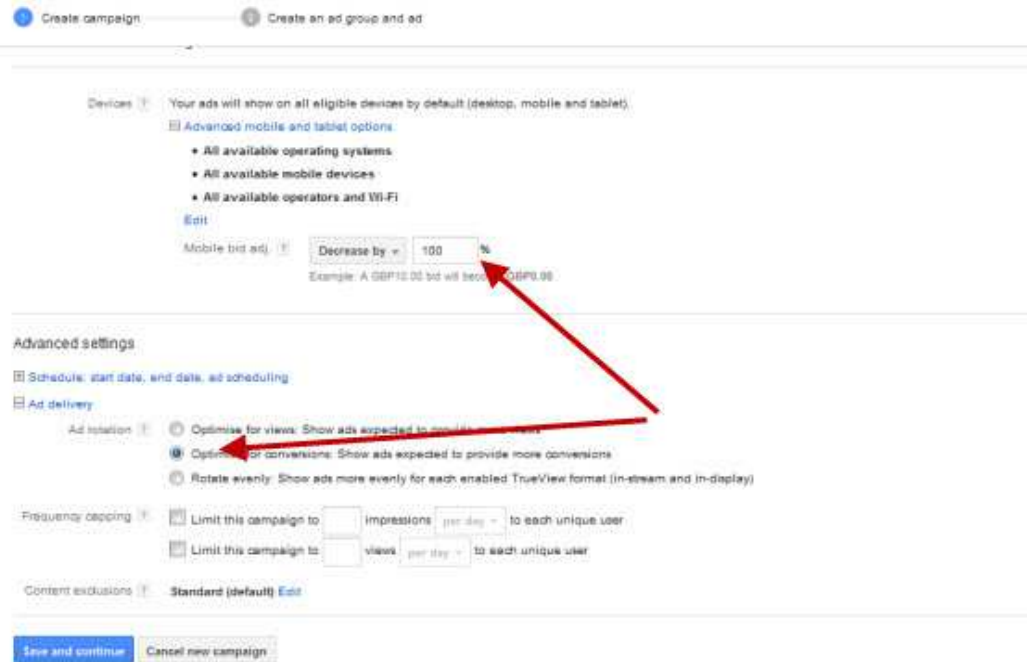 1 Create campaign 2 Create an ad group and ad
Devices ? Your ads will show on all eligible devices by default (desktop, mobile and tablet).
Advanced mobile and tablet options
• All available operating systems
• All available mobile devices
• All available operators and Wi-Fi
Edit
Mobile bid adj. ? Decrease by 100 %
Example: A GBP10.00 bid will GBP0.00
Advanced settings
Schedule: start date, end date, ad scheduling
Ad delivery
Ad rotation ? Optimise for views: Show ads expected to provide more views
Optimise for conversions: Show ads expected to provide more conversions
Rotate evenly: Show ads more evenly for each enabled TrueView format (in-stream and in-display)
Frequency capping ? Limit this campaign to impressions per day to each unique user
Limit this campaign to views per day to each unique user
Content exclusions ? Standard (default) Edit
Save and continue Cancel new campaign